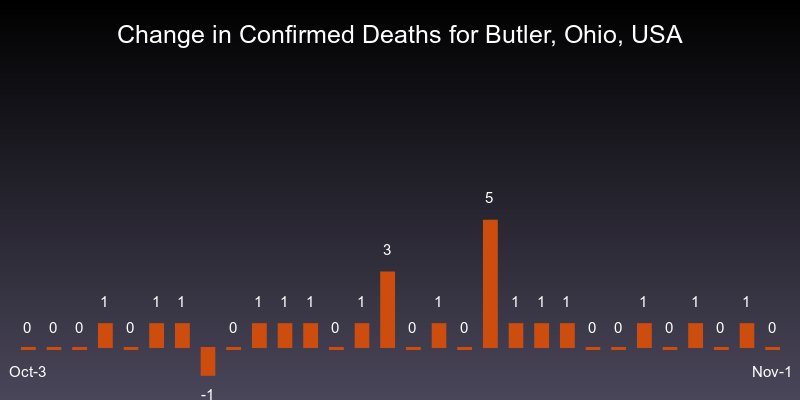 Change in Confirmed Deaths for Butler, Ohio, USA
5
3
1 1 1 1 1 1 1 1 1 1 1 1 1 1
0 0 0 0 0 0 0 0 0 0 0 0 0
Oct-3 Nov-1
-1